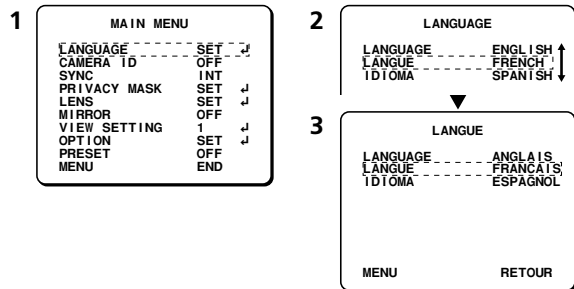 1
MAIN MENU
LANGUAGE SET ↲
CAMERA ID OFF
SYNC INT
PRIVACY MASK SET ↲
LENS SET ↲
MIRROR OFF
VIEW SETTING 1 ↲
OPTION SET ↲
PRESET OFF
MENU END
2
LANGUAGE
LANGUAGE ENGLISH
LANGUE FRENCH
IDIOMA SPANISH
3
LANGUE
LANGUAGE ANGLAIS
LANGUE FRANCAIS
IDIOMA ESPAGNOL
MENU RETOUR